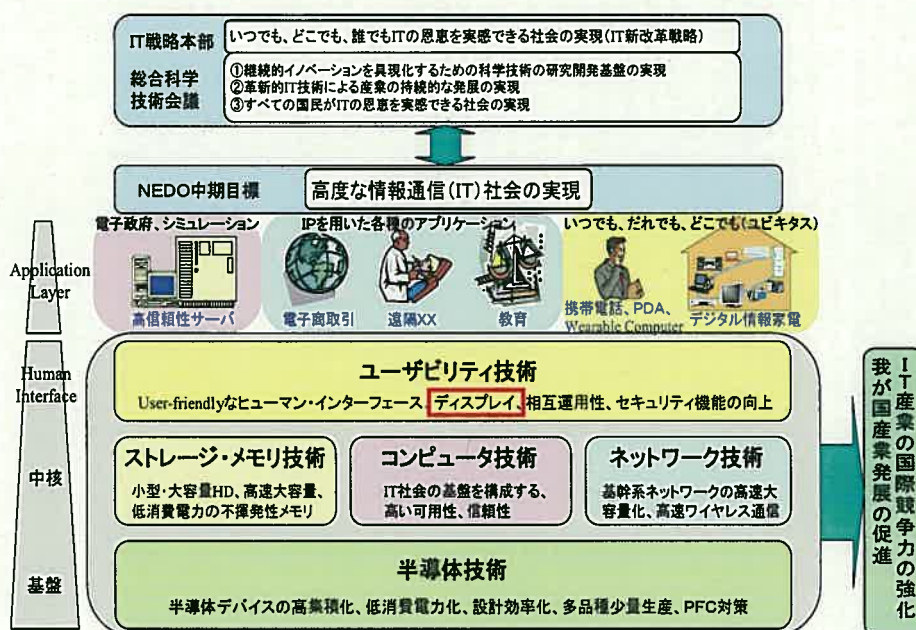 IT戦略本部
いつでも、どこでも、誰でもITの恩恵を実感できる社会の実現(IT新改革戦略)
総合科学
技術会議
①継続的イノベーションを具現化するための科学技術の研究開発基盤の実現
②革新的IT技術による産業の持続的な発展の実現
③すべての国民がITの恩恵を実感できる社会の実現
NEDO中期目標
高度な情報通信(IT)社会の実現
電子政府、シミュレーション
IPを用いた各種のアプリケーション
いつでも、だれでも、どこでも(ユビキタス)
Application
Layer
高信頼性サーバ
電子商取引
遠隔XX
教育
携帯電話、PDA、
Wearable Computer
デジタル情報家電
Human
Interface
ユーザビリティ技術
User-friendlyなヒューマン・インターフェース、ディスプレイ、相互運用性、セキュリティ機能の向上
中核
ストレージ・メモリ技術
小型・大容量HD、高速大容量、
低消費電力の不揮発性メモリ
コンピュータ技術
IT社会の基盤を構成する、
高い可用性、信頼性
ネットワーク技術
基幹系ネットワークの高速大
容量化、高速ワイヤレス通信
基盤
半導体技術
半導体デバイスの高集積化、低消費電力化、設計効率化、多品種少量生産、PFC対策
IT産業の国際競争力の強化
我が国産業発展の促進